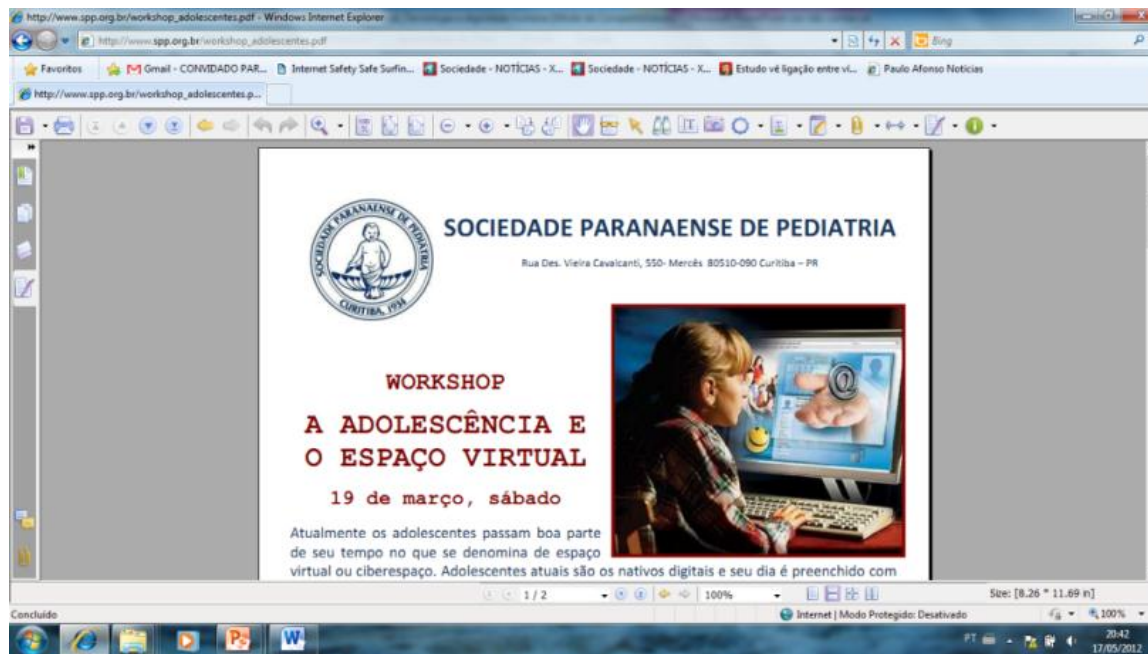 http://www.spp.org.br/workshop_adolescentes.pdf - Windows Internet Explorer
http://www.spp.org.br/workshop_adolescentes.pdf
Bing
Favoritos
Gmail - CONVIDADO PAR...
Internet Safety Safe Surfin...
Sociedade - NOTÍCIAS - X...
Sociedade - NOTÍCIAS - X...
Estudo vê ligação entre vi...
Paulo Afonso Noticias
http://www.spp.org.br/workshop_adolescentes.p...
SOCIEDADE PARANAENSE DE PEDIATRIA
CURITIBA, 1934
SOCIEDADE PARANAENSE DE PEDIATRIA
Rua Des. Vieira Cavalcanti, 550- Mercês 80510-090 Curitiba – PR
WORKSHOP
A ADOLESCÊNCIA E
O ESPAÇO VIRTUAL
19 de março, sábado
Atualmente os adolescentes passam boa parte
de seu tempo no que se denomina de espaço
virtual ou ciberespaço. Adolescentes atuais são os nativos digitais e seu dia é preenchido com
1 / 2
100%
Size: [8.26 * 11.69 n]
Concluído
Internet | Modo Protegido: Desativado
100%
PT
20:42
17/05/2012